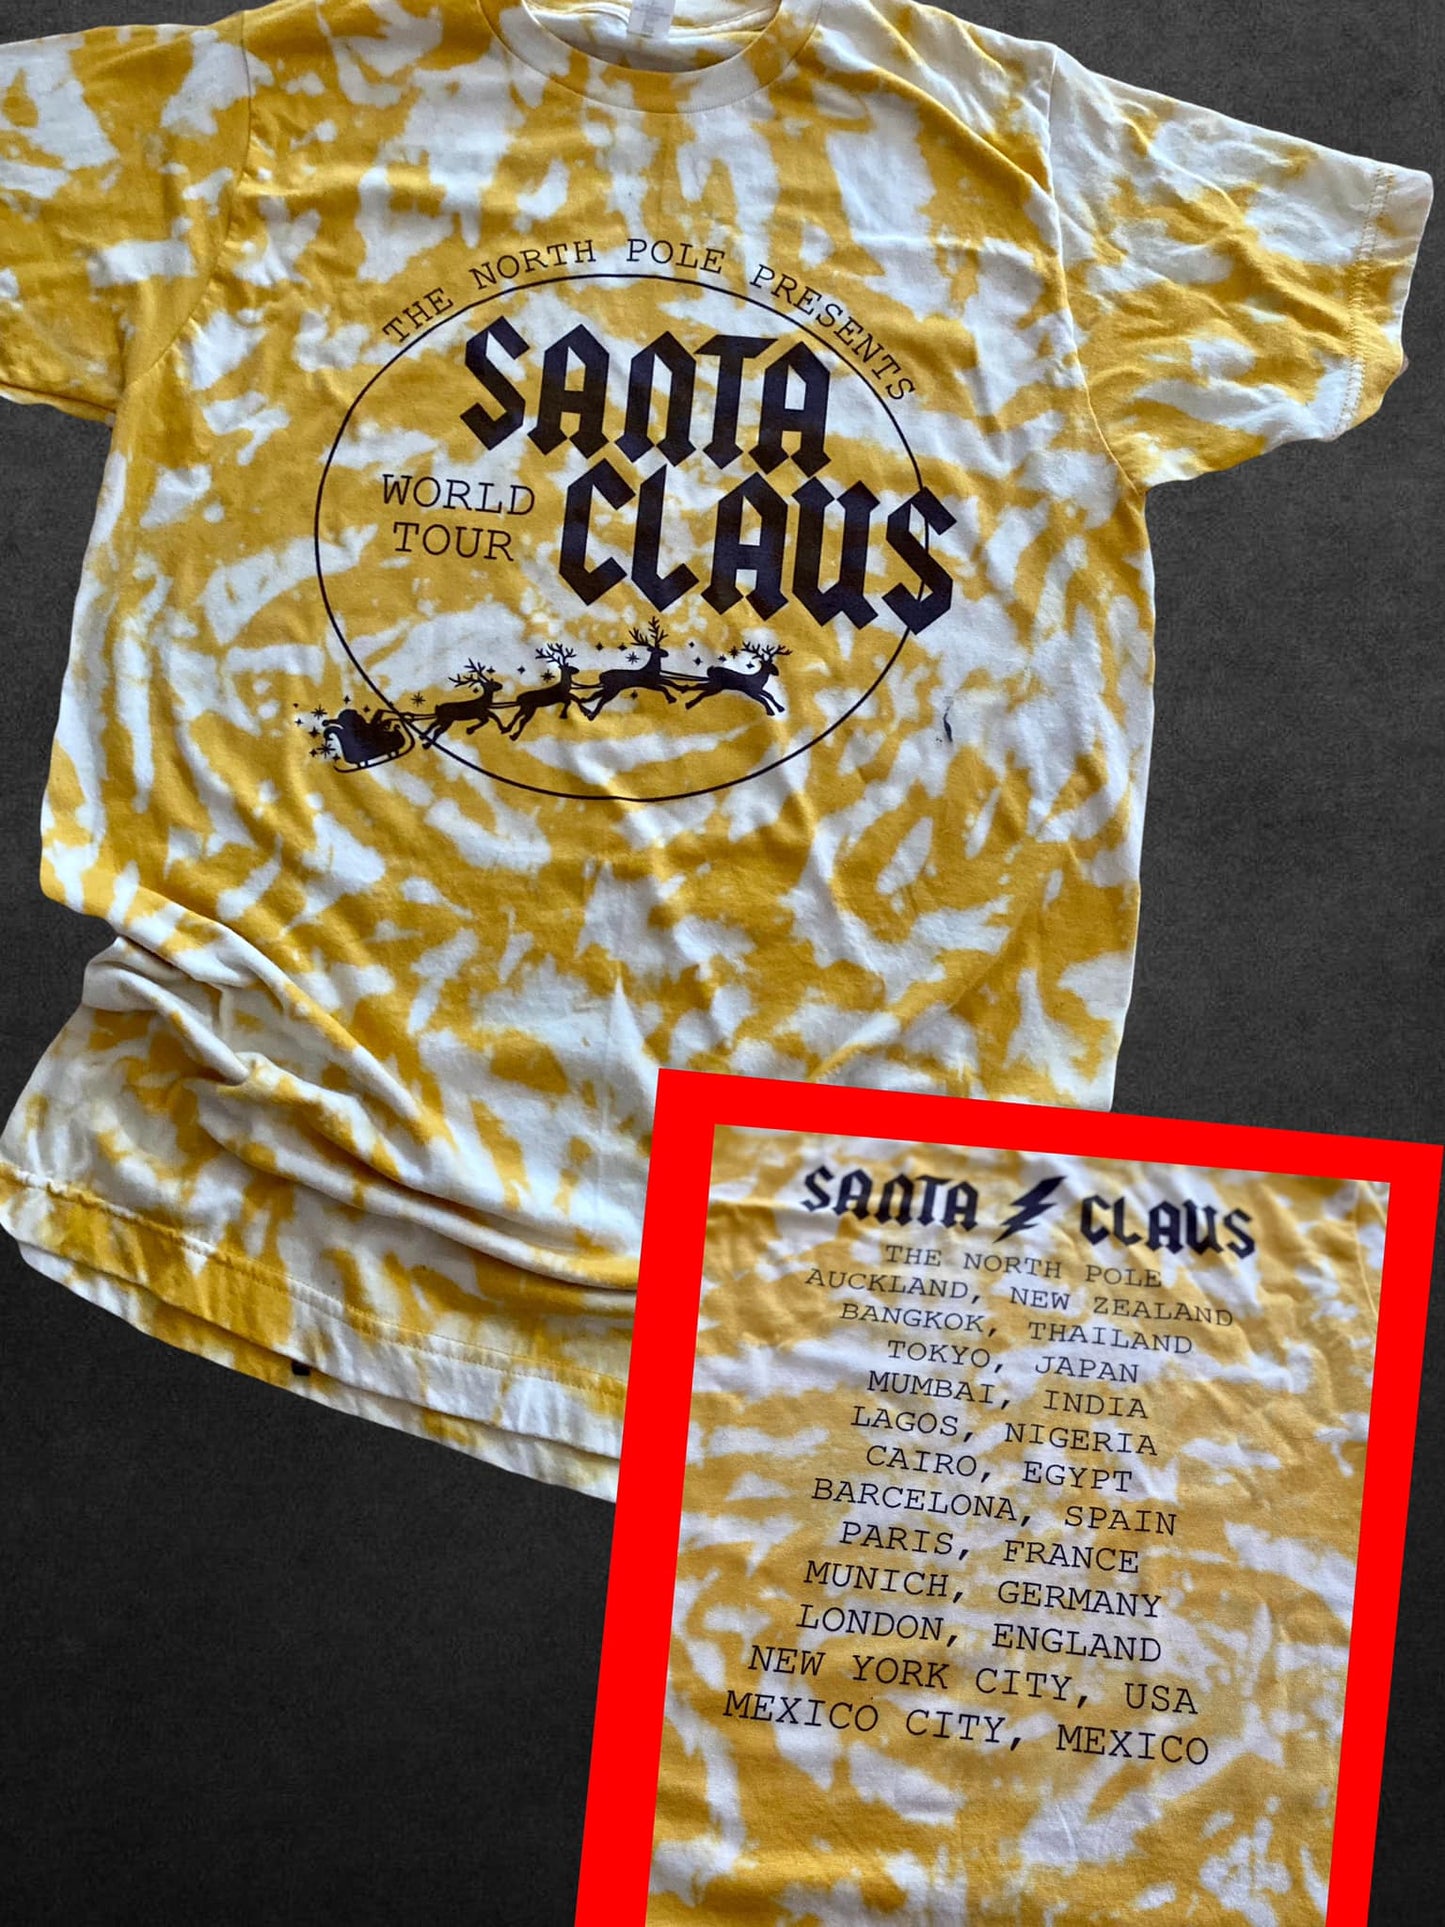 THE NORTH POLE PRESENTS
SANTA
CLAUS
WORLD
TOUR
SANTA CLAUS
THE NORTH POLE
AUCKLAND, NEW ZEALAND
BANGKOK, THAILAND
TOKYO, JAPAN
MUMBAI, INDIA
LAGOS, NIGERIA
CAIRO, EGYPT
BARCELONA, SPAIN
PARIS, FRANCE
MUNICH, GERMANY
LONDON, ENGLAND
NEW YORK CITY, USA
MEXICO CITY, MEXICO